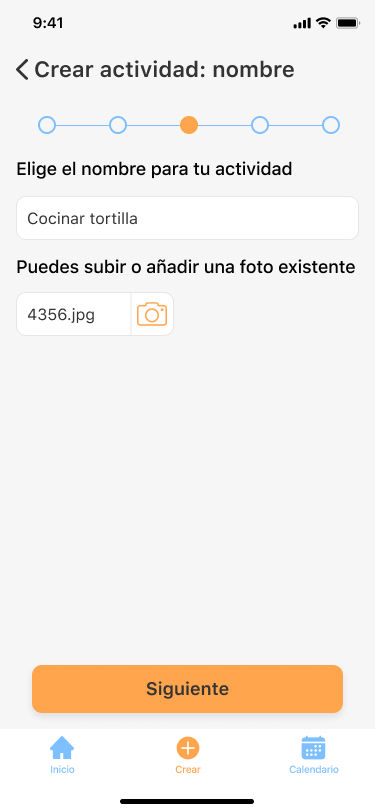 9:41
Crear actividad: nombre
Elige el nombre para tu actividad
Cocinar tortilla
Puedes subir o añadir una foto existente
4356.jpg
Siguiente
Inicio
Crear
Calendario